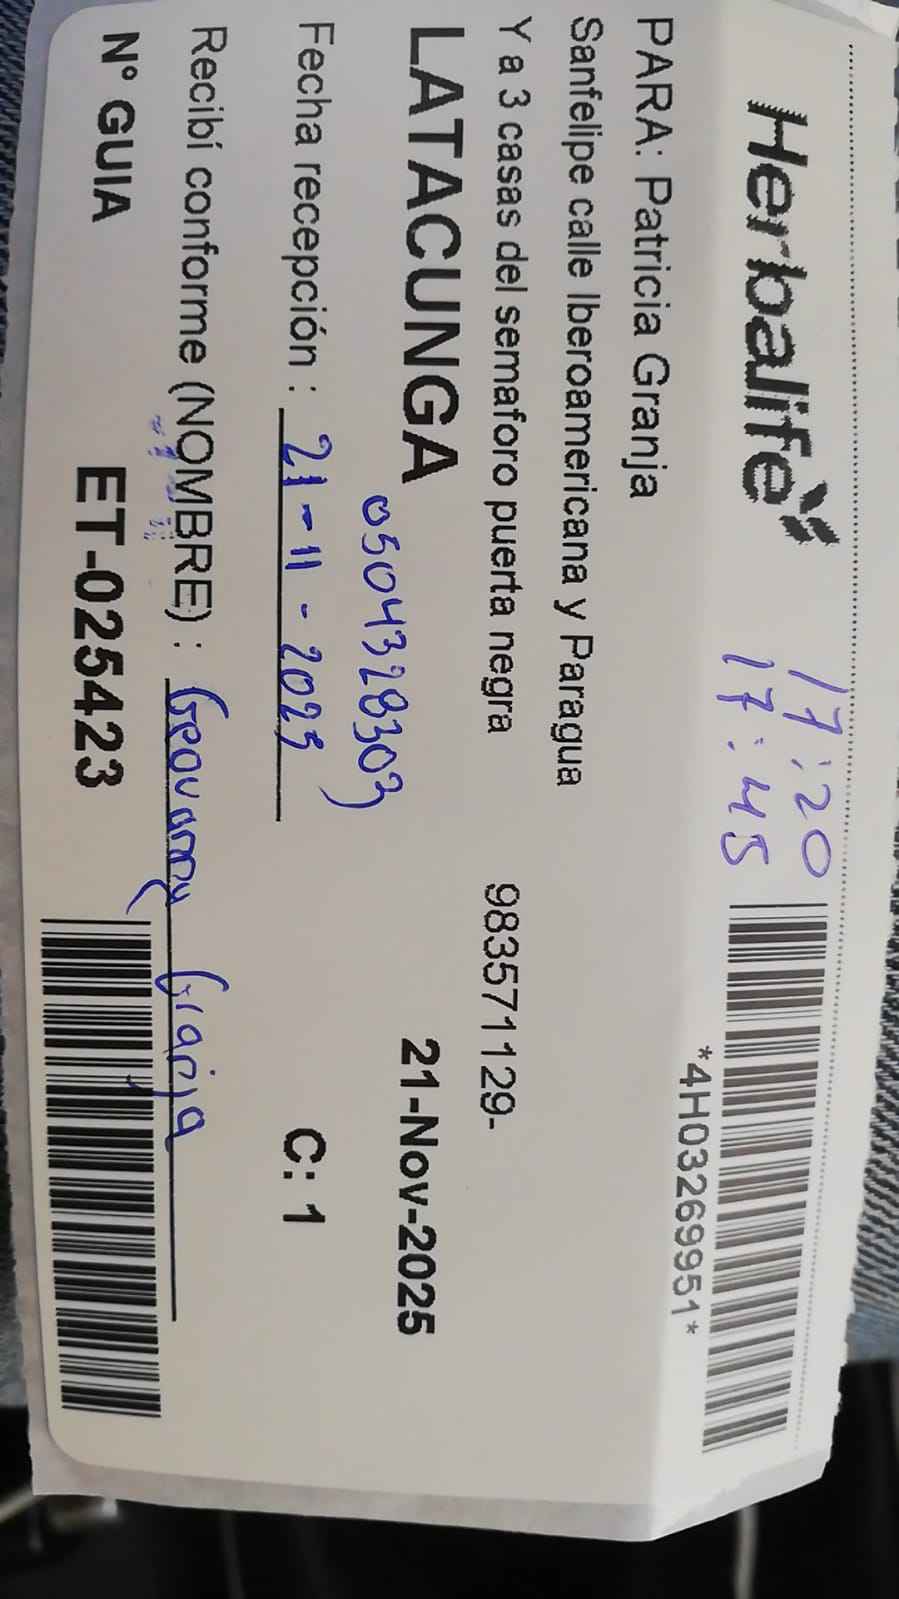 Herbalife
17:20
17:45
*4H03269951*
PARA: Patricia Granja
Sanfelipe calle Iberoamericana y Paragua
Y a 3 casas del semaforo puerta negra 983571129-
LATACUNGA 21-Nov-2025
0504328303
Fecha recepción : 21-11-2025 C: 1
Recibí conforme (NOMBRE) : Geovanny Granja
N° GUIA ET-025423